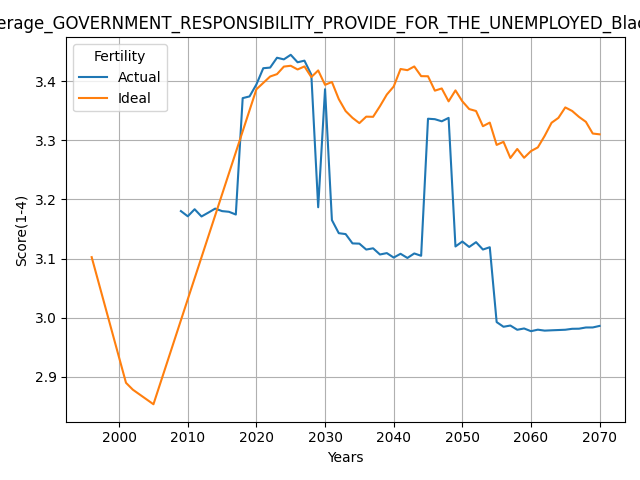 erage_GOVERNMENT_RESPONSIBILITY_PROVIDE_FOR_THE_UNEMPLOYED_Bla
Fertility
Actual
Ideal
Score(1-4)
3.4
3.3
3.2
3.1
3.0
2.9
2000 2010 2020 2030 2040 2050 2060 2070
Years